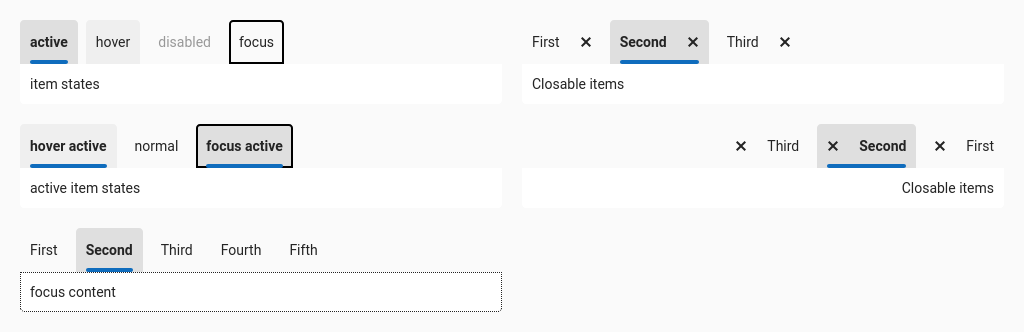 active hover disabled focus
item states
First ✕ Second ✕ Third ✕
Closable items
hover active normal focus active
active item states
✕ Third ✕ Second ✕ First
Closable items
First Second Third Fourth Fifth
focus content